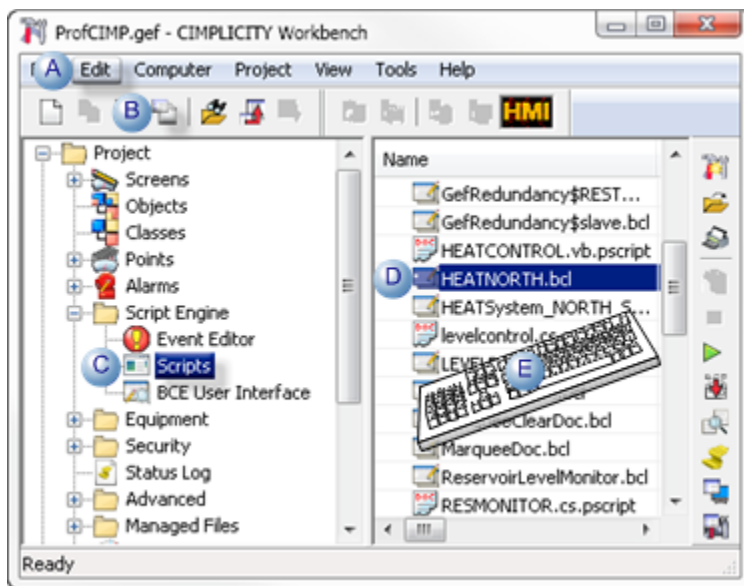 ProfCIMP.gef - CIMPLICITY Workbench
A Edit Computer Project View Tools Help
B HMI
Project
Screens
Objects
Classes
Points
Alarms
Script Engine
Event Editor
C Scripts
BCE User Interface
Equipment
Security
Status Log
Advanced
Managed Files
Name
GefRedundancy$REST...
GefRedundancy$slave.bcl
HEATCONTROL.vb.pscript
D HEATNORTH.bcl
HEATSystem_NORTH_S...
levelcontrol.cs
E
MarqueeDoc.bcl
ReservoirLevelMonitor.bcl
RESMONITOR.cs.pscript
Ready